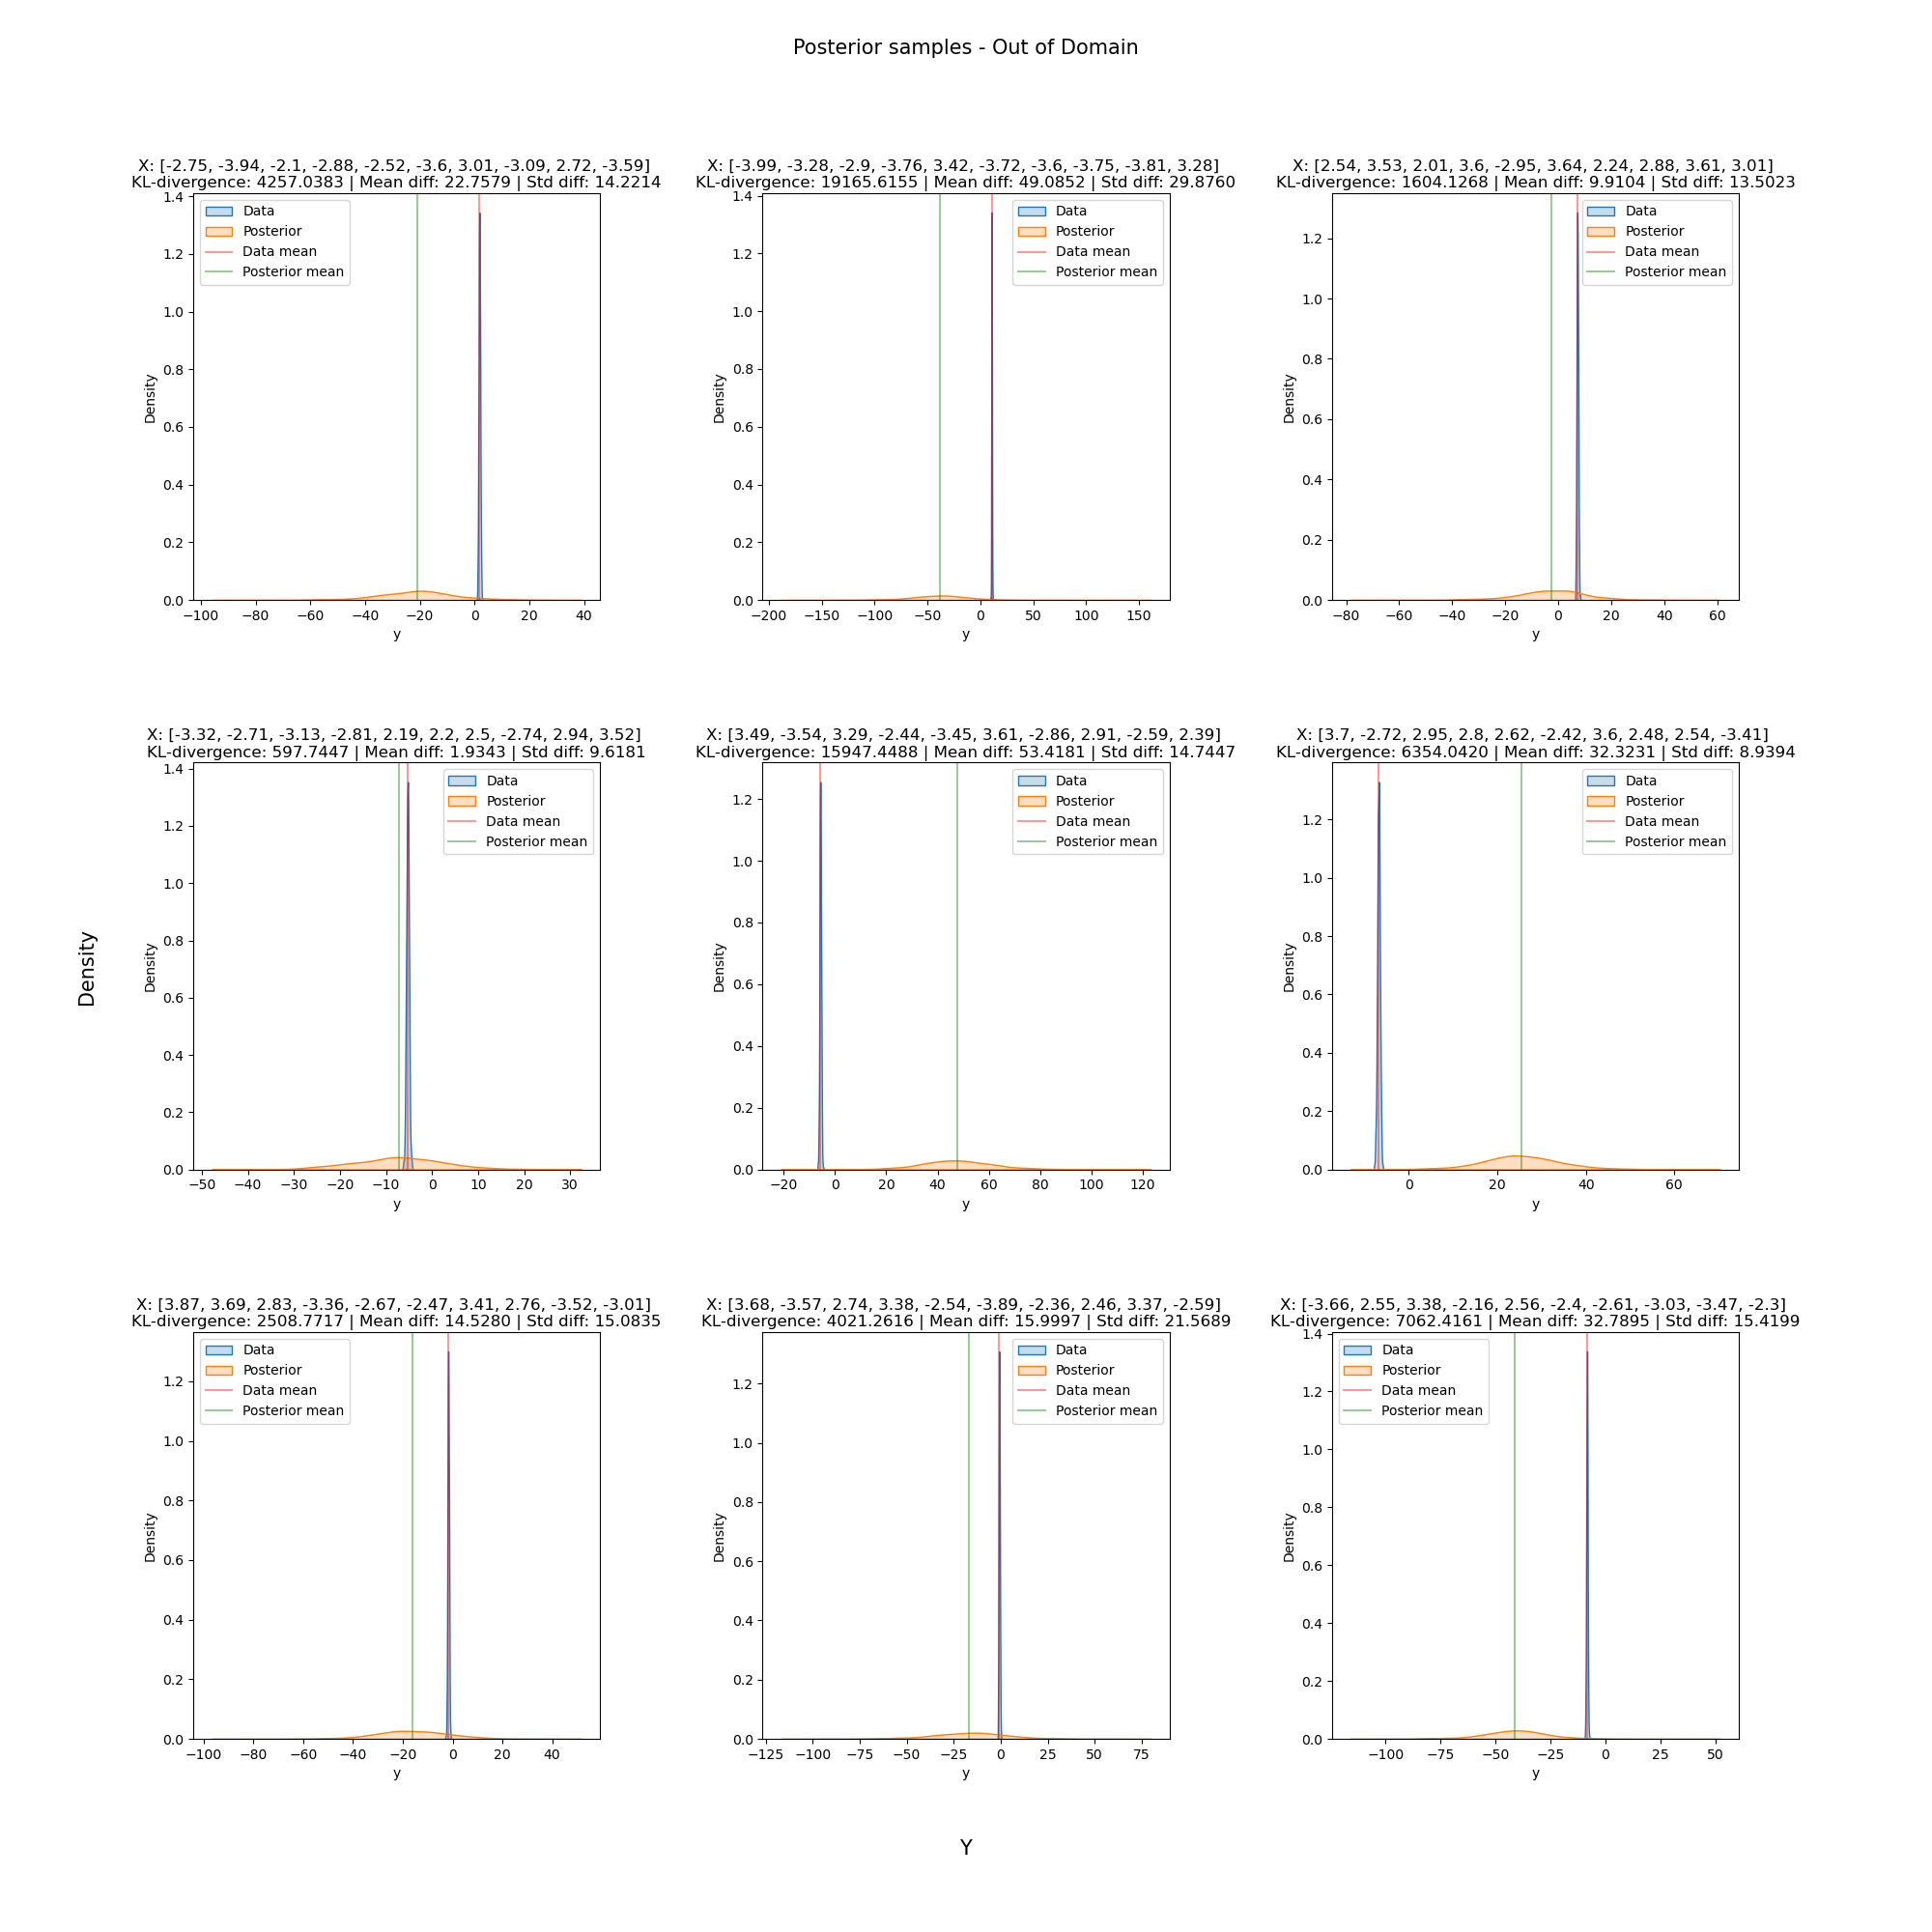 Posterior samples - Out of Domain
X: [-2.75, -3.94, -2.1, -2.88, -2.52, -3.6, 3.01, -3.09, 2.72, -3.59]
KL-divergence: 4257.0383 | Mean diff: 22.7579 | Std diff: 14.2214
Data
Posterior
Data mean
Posterior mean
1.4
1.2
1.0
0.8
0.6
0.4
0.2
0.0
Density
−100 −80 −60 −40 −20 0 20 40
y
X: [-3.99, -3.28, -2.9, -3.76, 3.42, -3.72, -3.6, -3.75, -3.81, 3.28]
KL-divergence: 19165.6155 | Mean diff: 49.0852 | Std diff: 29.8760
Data
Posterior
Data mean
Posterior mean
1.4
1.2
1.0
0.8
0.6
0.4
0.2
0.0
Density
−200 −150 −100 −50 0 50 100 150
y
X: [2.54, 3.53, 2.01, 3.6, -2.95, 3.64, 2.24, 2.88, 3.61, 3.01]
KL-divergence: 1604.1268 | Mean diff: 9.9104 | Std diff: 13.5023
Data
Posterior
Data mean
Posterior mean
1.2
1.0
0.8
0.6
0.4
0.2
0.0
Density
−80 −60 −40 −20 0 20 40 60
y
X: [-3.32, -2.71, -3.13, -2.81, 2.19, 2.2, 2.5, -2.74, 2.94, 3.52]
KL-divergence: 597.7447 | Mean diff: 1.9343 | Std diff: 9.6181
Data
Posterior
Data mean
Posterior mean
1.4
1.2
1.0
0.8
0.6
0.4
0.2
0.0
Density
−50 −40 −30 −20 −10 0 10 20 30
y
X: [3.49, -3.54, 3.29, -2.44, -3.45, 3.61, -2.86, 2.91, -2.59, 2.39]
KL-divergence: 15947.4488 | Mean diff: 53.4181 | Std diff: 14.7447
Data
Posterior
Data mean
Posterior mean
1.2
1.0
0.8
0.6
0.4
0.2
0.0
Density
−20 0 20 40 60 80 100 120
y
X: [3.7, -2.72, 2.95, 2.8, 2.62, -2.42, 3.6, 2.48, 2.54, -3.41]
KL-divergence: 6354.0420 | Mean diff: 32.3231 | Std diff: 8.9394
Data
Posterior
Data mean
Posterior mean
1.2
1.0
0.8
0.6
0.4
0.2
0.0
Density
0 20 40 60
y
X: [3.87, 3.69, 2.83, -3.36, -2.67, -2.47, 3.41, 2.76, -3.52, -3.01]
KL-divergence: 2508.7717 | Mean diff: 14.5280 | Std diff: 15.0835
Data
Posterior
Data mean
Posterior mean
1.2
1.0
0.8
0.6
0.4
0.2
0.0
Density
−100 −80 −60 −40 −20 0 20 40
y
X: [3.68, -3.57, 2.74, 3.38, -2.54, -3.89, -2.36, 2.46, 3.37, -2.59]
KL-divergence: 4021.2616 | Mean diff: 15.9997 | Std diff: 21.5689
Data
Posterior
Data mean
Posterior mean
1.2
1.0
0.8
0.6
0.4
0.2
0.0
Density
−125 −100 −75 −50 −25 0 25 50 75
y
X: [-3.66, 2.55, 3.38, -2.16, 2.56, -2.4, -2.61, -3.03, -3.47, -2.3]
KL-divergence: 7062.4161 | Mean diff: 32.7895 | Std diff: 15.4199
Data
Posterior
Data mean
Posterior mean
1.4
1.2
1.0
0.8
0.6
0.4
0.2
0.0
Density
−100 −75 −50 −25 0 25 50
y
Density
Y